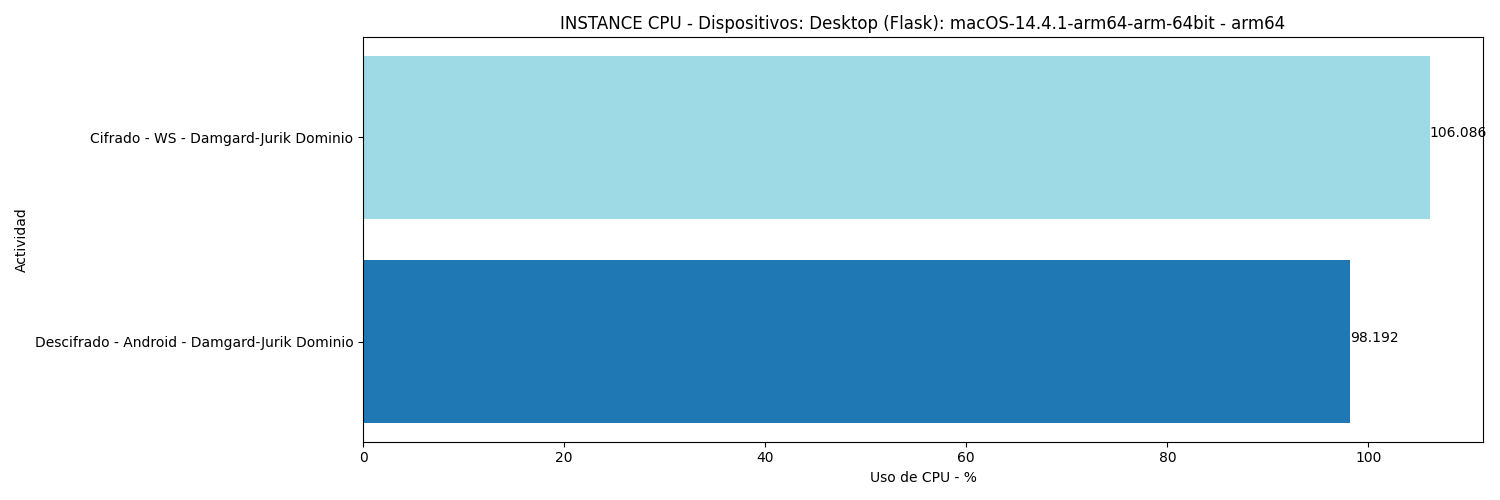 INSTANCE CPU - Dispositivos: Desktop (Flask): macOS-14.4.1-arm64-arm-64bit - arm64
Cifrado - WS - Damgard-Jurik Dominio
106.086
Actividad
Descifrado - Android - Damgard-Jurik Dominio
98.192
0 20 40 60 80 100
Uso de CPU - %